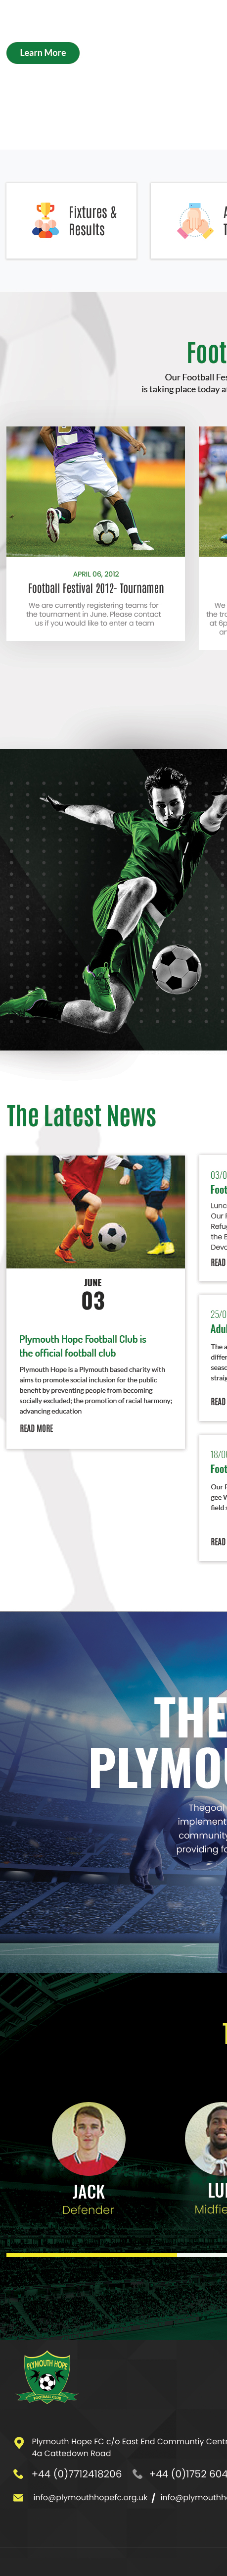 Learn More
Fixtures &
Results
Foot
Our Football Fes
is taking place today a
APRIL 06, 2012
Football Festival 2012- Tournamen
We are currently registering teams for
the tournament in June. Please contact
us if you would like to enter a team
We
the tr
at 6p
an
The Latest News
JUNE
03
Plymouth Hope Football Club is
the official football club
Plymouth Hope is a Plymouth based charity with
aims to promote social inclusion for the public
benefit by preventing people from becoming
socially excluded; the promotion of racial harmony;
advancing education
READ MORE
03/0
Foot
Lunc
Our F
Refu
the E
Devo
READ
25/0
Adul
The a
differ
seaso
straig
READ
18/0
Foot
Our F
gee W
field s
READ
THE
PLYMOU
Thegoal
implement
community
providing fo
JACK
Defender
LU
Midfie
PLYMOUTH HOPE
FOOTBALL CLUB
Plymouth Hope FC c/o East End Communtiy Centr
4a Cattedown Road
+44 (0)7712418206 +44 (0)1752 604
info@plymouthhopefc.org.uk / info@plymouthh